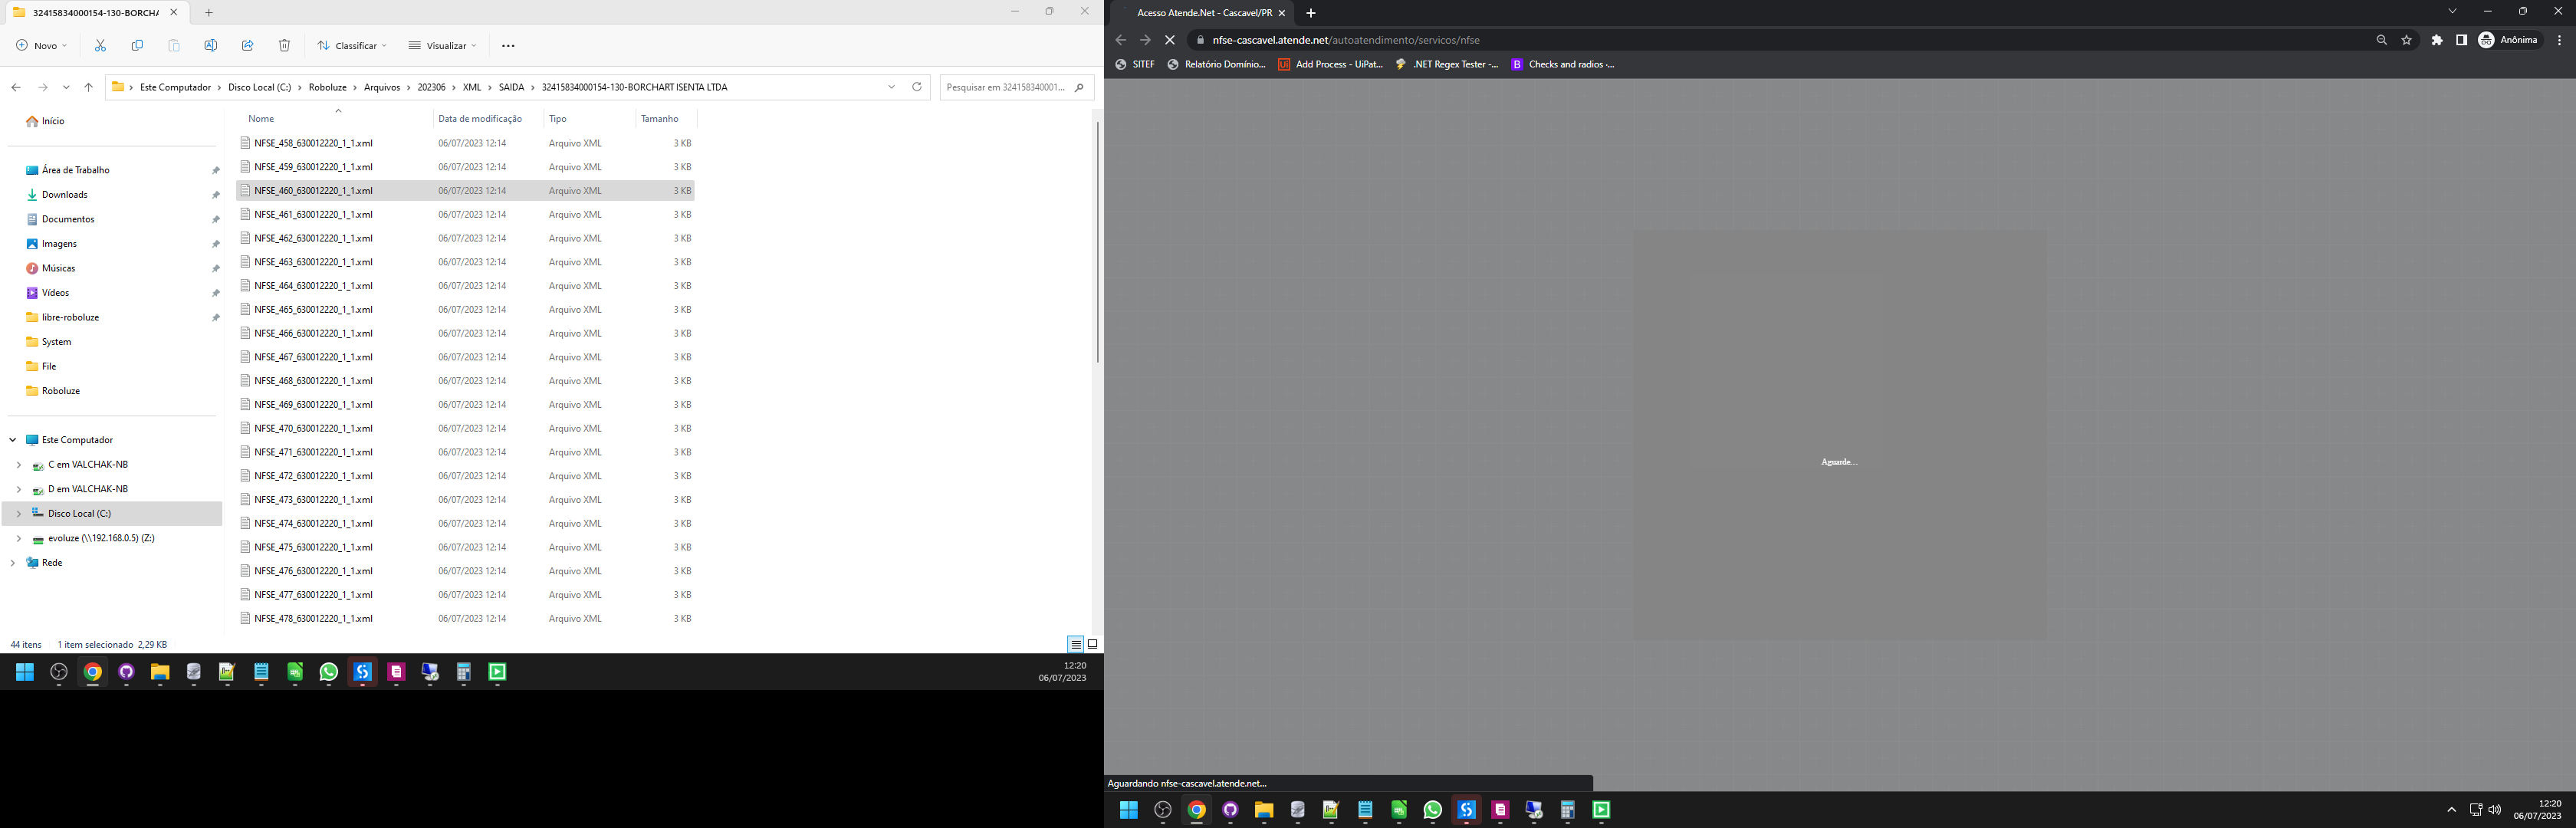 32415834000154-130-BORCHA
Novo
Classificar
Visualizar
Este Computador > Disco Local (C:) > Roboluze > Arquivos > 202306 > XML > SAIDA > 32415834000154-130-BORCHART ISENTA LTDA
Pesquisar em 324158340001...
Início
Área de Trabalho
Downloads
Documentos
Imagens
Músicas
Vídeos
libre-roboluze
System
File
Roboluze
Este Computador
C em VALCHAK-NB
D em VALCHAK-NB
Disco Local (C:)
evoluze (\\192.168.0.5) (Z:)
Rede
Nome Data de modificação Tipo Tamanho
NFSE_458_630012220_1_1.xml 06/07/2023 12:14 Arquivo XML 3 KB
NFSE_459_630012220_1_1.xml 06/07/2023 12:14 Arquivo XML 3 KB
NFSE_460_630012220_1_1.xml 06/07/2023 12:14 Arquivo XML 3 KB
NFSE_461_630012220_1_1.xml 06/07/2023 12:14 Arquivo XML 3 KB
NFSE_462_630012220_1_1.xml 06/07/2023 12:14 Arquivo XML 3 KB
NFSE_463_630012220_1_1.xml 06/07/2023 12:14 Arquivo XML 3 KB
NFSE_464_630012220_1_1.xml 06/07/2023 12:14 Arquivo XML 3 KB
NFSE_465_630012220_1_1.xml 06/07/2023 12:14 Arquivo XML 3 KB
NFSE_466_630012220_1_1.xml 06/07/2023 12:14 Arquivo XML 3 KB
NFSE_467_630012220_1_1.xml 06/07/2023 12:14 Arquivo XML 3 KB
NFSE_468_630012220_1_1.xml 06/07/2023 12:14 Arquivo XML 3 KB
NFSE_469_630012220_1_1.xml 06/07/2023 12:14 Arquivo XML 3 KB
NFSE_470_630012220_1_1.xml 06/07/2023 12:14 Arquivo XML 3 KB
NFSE_471_630012220_1_1.xml 06/07/2023 12:14 Arquivo XML 3 KB
NFSE_472_630012220_1_1.xml 06/07/2023 12:14 Arquivo XML 3 KB
NFSE_473_630012220_1_1.xml 06/07/2023 12:14 Arquivo XML 3 KB
NFSE_474_630012220_1_1.xml 06/07/2023 12:14 Arquivo XML 3 KB
NFSE_475_630012220_1_1.xml 06/07/2023 12:14 Arquivo XML 3 KB
NFSE_476_630012220_1_1.xml 06/07/2023 12:14 Arquivo XML 3 KB
NFSE_477_630012220_1_1.xml 06/07/2023 12:14 Arquivo XML 3 KB
NFSE_478_630012220_1_1.xml 06/07/2023 12:14 Arquivo XML 3 KB
44 itens 1 item selecionado 2,29 KB
12:20
06/07/2023
Acesso Atende.Net - Cascavel/PR
nfse-cascavel.atende.net/autoatendimento/servicos/nfse
Anônima
SITEF
Relatório Domínio...
Add Process - UiPat...
.NET Regex Tester -...
Checks and radios ·...
Aguarde...
Aguardando nfse-cascavel.atende.net...
12:20
06/07/2023